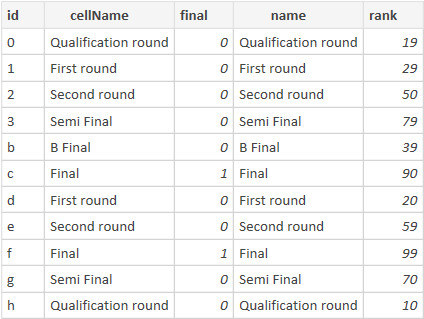 id cellName final name rank
0 Qualification round 0 Qualification round 19
1 First round 0 First round 29
2 Second round 0 Second round 50
3 Semi Final 0 Semi Final 79
b B Final 0 B Final 39
c Final 1 Final 90
d First round 0 First round 20
e Second round 0 Second round 59
f Final 1 Final 99
g Semi Final 0 Semi Final 70
h Qualification round 0 Qualification round 10